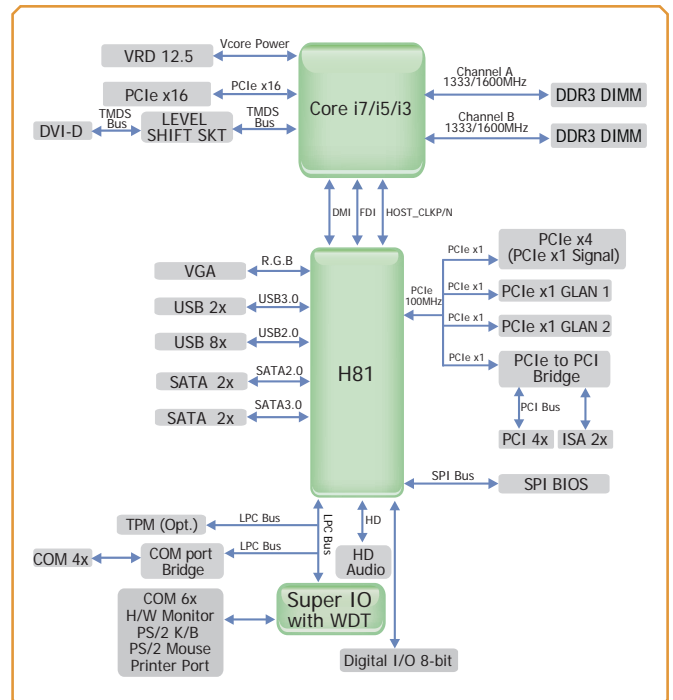 VRD 12.5
Vcore Power
PCIe x16
PCIe x16
DVI-D
TMDS
Bus
LEVEL
SHIFT SKT
TMDS
Bus
Core i7/i5/i3
Channel A
1333/1600MHz
DDR3 DIMM
Channel B
1333/1600MHz
DDR3 DIMM
DMI
FDI
HOST_CLKP/N
VGA
R.G.B
USB 2x
USB3.0
USB 8x
USB2.0
SATA 2x
SATA2.0
SATA 2x
SATA3.0
H81
PCIe
100MHz
PCIe x1
PCIe x4
(PCIe x1 Signal)
PCIe x1
PCIe x1 GLAN 1
PCIe x1
PCIe x1 GLAN 2
PCIe x1
PCIe to PCI
Bridge
PCI Bus
PCI 4x
ISA 2x
SPI Bus
SPI BIOS
TPM (Opt.)
LPC Bus
LPC Bus
HD
COM 4x
COM port
Bridge
LPC Bus
HD
Audio
COM 6x
H/W Monitor
PS/2 K/B
PS/2 Mouse
Printer Port
Super IO
with WDT
Digital I/O 8-bit